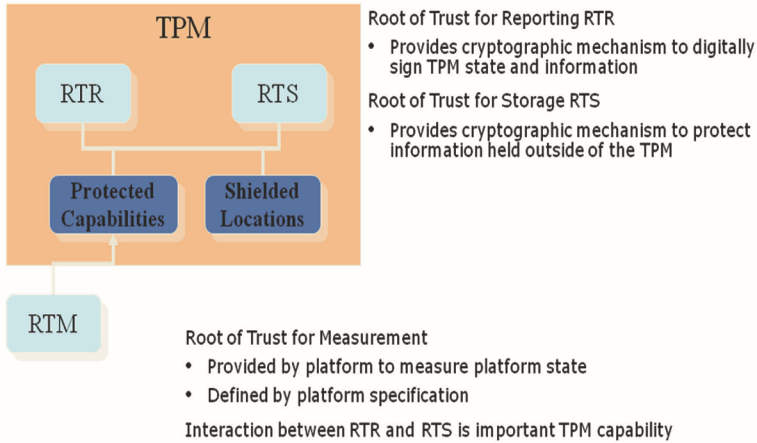 TPM
RTR
RTS
Protected
Capabilities
Shielded
Locations
RTM
Root of Trust for Reporting RTR
• Provides cryptographic mechanism to digitally
sign TPM state and information
Root of Trust for Storage RTS
• Provides cryptographic mechanism to protect
information held outside of the TPM
Root of Trust for Measurement
• Provided by platform to measure platform state
• Defined by platform specification
Interaction between RTR and RTS is important TPM capability